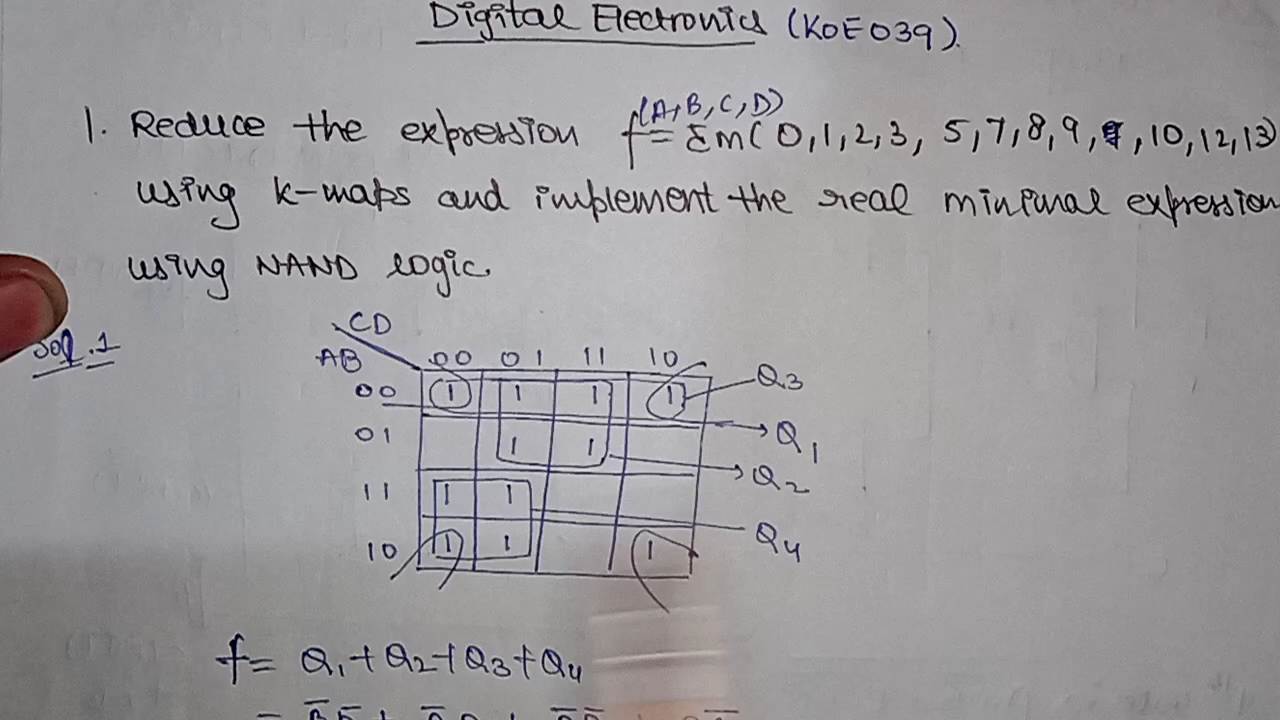 Digital Electronics (KOE039).
1. Reduce the expression f(A,B,C,D) = Σm(0,1,2,3, 5,7,8,9, ,10,12,13)
using k-maps and implement the real minimal expression
using NAND logic.
Sol.1
CD
AB 00 01 11 10
00 1 1 1 1 Q3
Q1
01 1 1
Q2
11 1 1
Q4
10 1 1 1
f = Q1+Q2+Q3+Q4